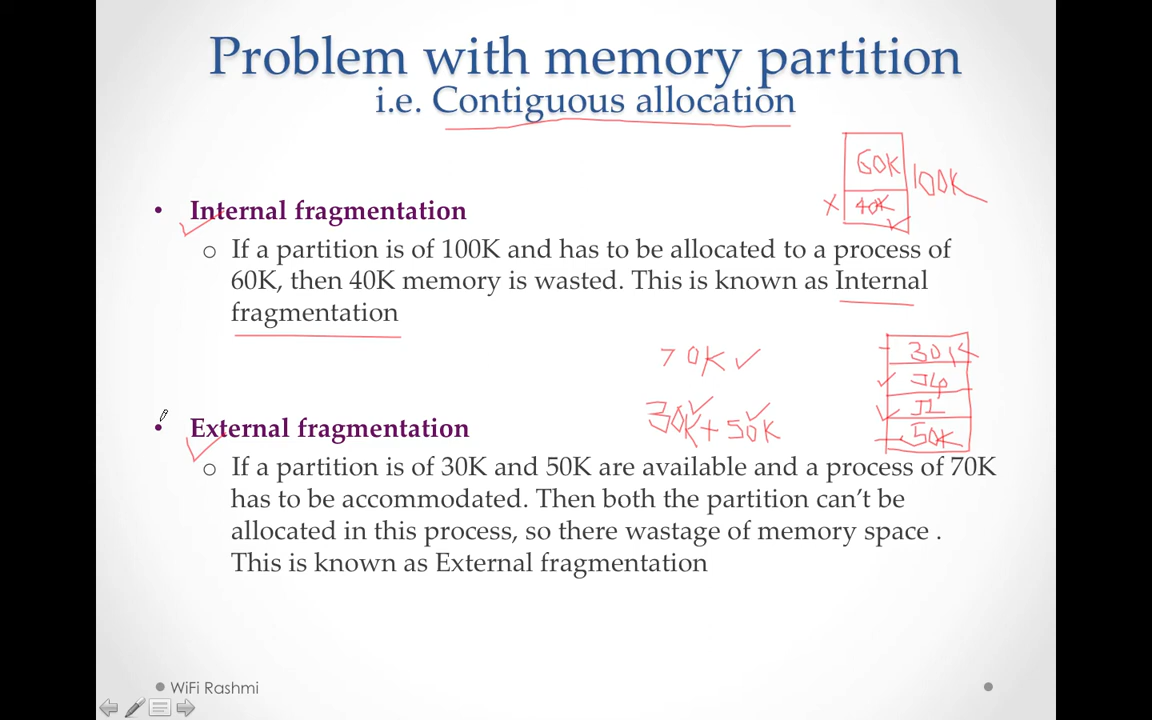 Problem with memory partition
i.e. Contiguous allocation
60K
100K
40K
• Internal fragmentation
o If a partition is of 100K and has to be allocated to a process of
60K, then 40K memory is wasted. This is known as Internal
fragmentation
30K
70K
J4
30K + 50K
J2
50K
• External fragmentation
o If a partition is of 30K and 50K are available and a process of 70K
has to be accommodated. Then both the partition can't be
allocated in this process, so there wastage of memory space .
This is known as External fragmentation
WiFi Rashmi